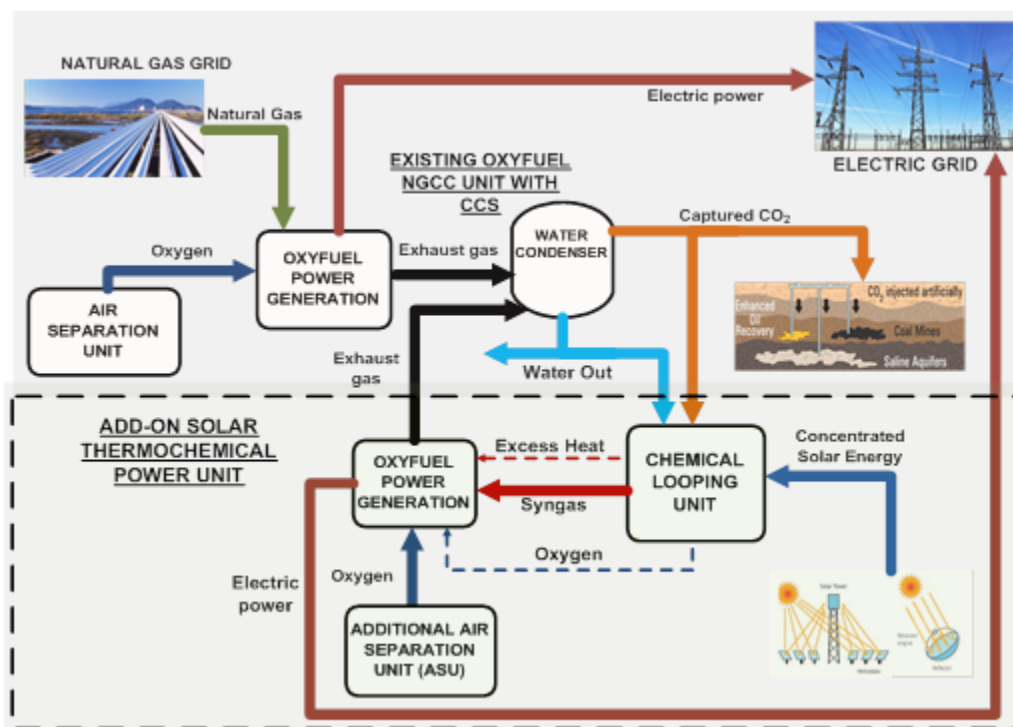 NATURAL GAS GRID
Natural Gas
Electric power
ELECTRIC GRID
EXISTING OXYFUEL
NGCC UNIT WITH
CCS
Oxygen
OXYFUEL
POWER
GENERATION
Exhaust gas
WATER
CONDENSER
Captured CO2
AIR
SEPARATION
UNIT
CO2 injected artificially
Enhanced
Oil
Recovery
Coal Mines
Saline Aquifers
Exhaust
gas
Water Out
ADD-ON SOLAR
THERMOCHEMICAL
POWER UNIT
OXYFUEL
POWER
GENERATION
Excess Heat
Syngas
CHEMICAL
LOOPING
UNIT
Concentrated
Solar Energy
Oxygen
Oxygen
Electric
power
ADDITIONAL AIR
SEPARATION
UNIT (ASU)
Solar Tower